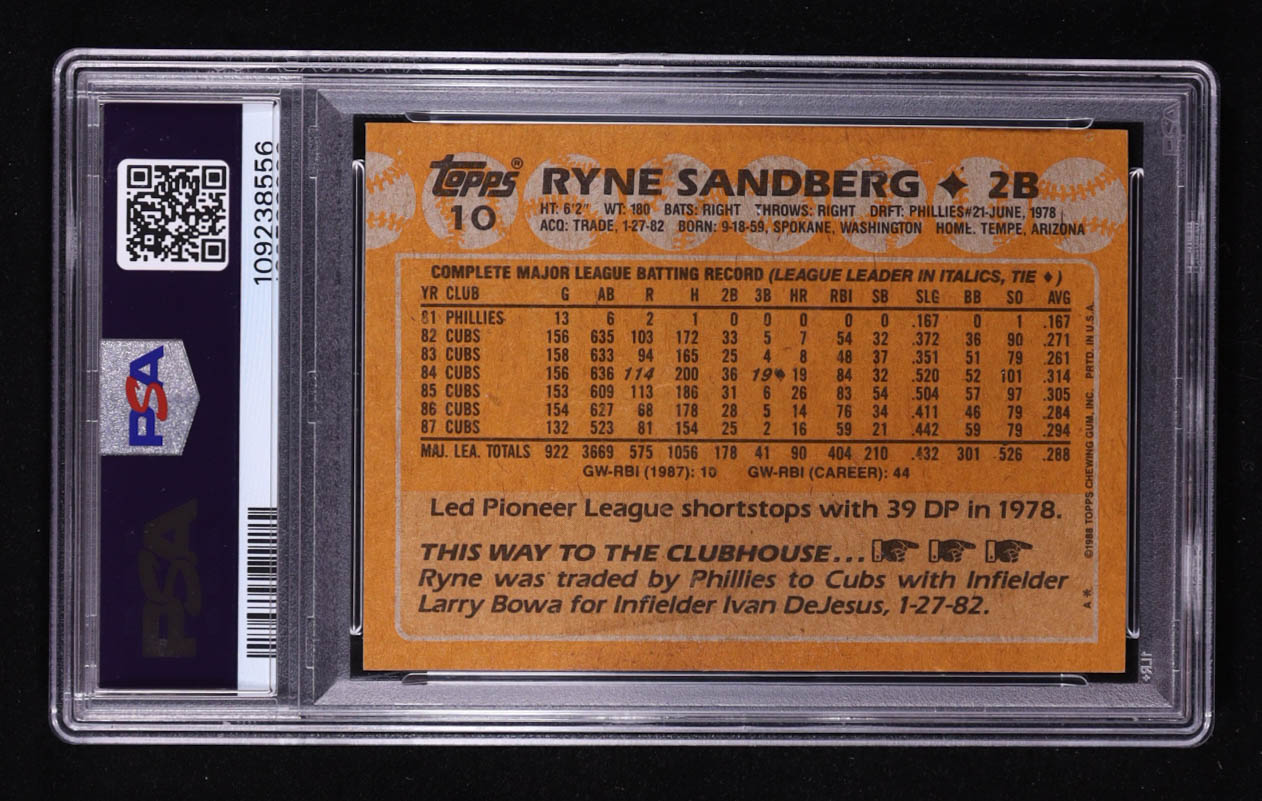 109238556
PSA
PSA
Topps®
10
RYNE SANDBERG ✦ 2B
HT: 6'2" WT: 180 BATS: RIGHT THROWS: RIGHT DRFT: PHILLIES#21-JUNE, 1978
ACQ: TRADE, 1-27-82 BORN: 9-18-59, SPOKANE, WASHINGTON HOME: TEMPE, ARIZONA
COMPLETE MAJOR LEAGUE BATTING RECORD (LEAGUE LEADER IN ITALICS, TIE ♦)
YR CLUB G AB R H 2B 3B HR RBI SB SLG BB SO AVG
81 PHILLIES 13 6 2 1 0 0 0 0 0 .167 0 1 .167
82 CUBS 156 635 103 172 33 5 7 54 32 .372 36 90 .271
83 CUBS 158 633 94 165 25 4 8 48 37 .351 51 79 .261
84 CUBS 156 636 114 200 36 19♦ 19 84 32 .520 52 101 .314
85 CUBS 153 609 113 186 31 6 26 83 54 .504 57 97 .305
86 CUBS 154 627 68 178 28 5 14 76 34 .411 46 79 .284
87 CUBS 132 523 81 154 25 2 16 59 21 .442 59 79 .294
MAJ. LEA. TOTALS 922 3669 575 1056 178 41 90 404 210 .432 301 526 .288
GW-RBI (1987): 10 GW-RBI (CAREER): 44
Led Pioneer League shortstops with 39 DP in 1978.
THIS WAY TO THE CLUBHOUSE...
Ryne was traded by Phillies to Cubs with Infielder
Larry Bowa for Infielder Ivan DeJesus, 1-27-82.
©1988 TOPPS CHEWING GUM, INC. PRTD. IN U.S.A.
A *